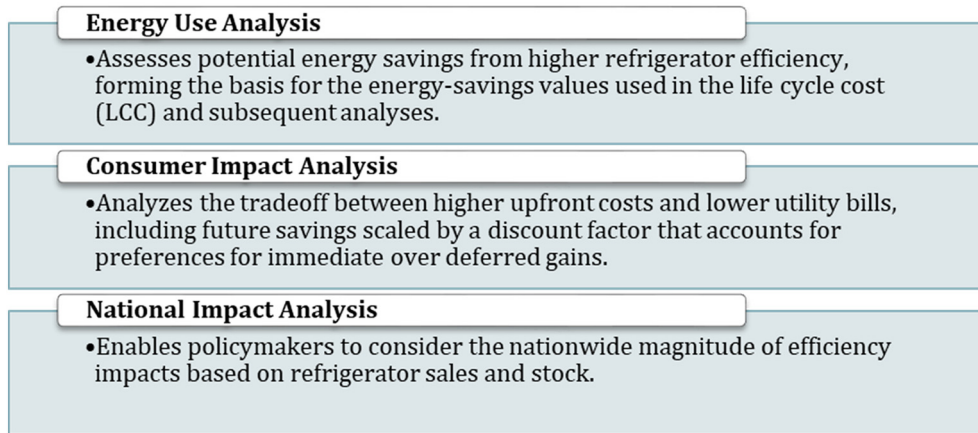 Energy Use Analysis
•Assesses potential energy savings from higher refrigerator efficiency,
forming the basis for the energy-savings values used in the life cycle cost
(LCC) and subsequent analyses.
Consumer Impact Analysis
•Analyzes the tradeoff between higher upfront costs and lower utility bills,
including future savings scaled by a discount factor that accounts for
preferences for immediate over deferred gains.
National Impact Analysis
•Enables policymakers to consider the nationwide magnitude of efficiency
impacts based on refrigerator sales and stock.